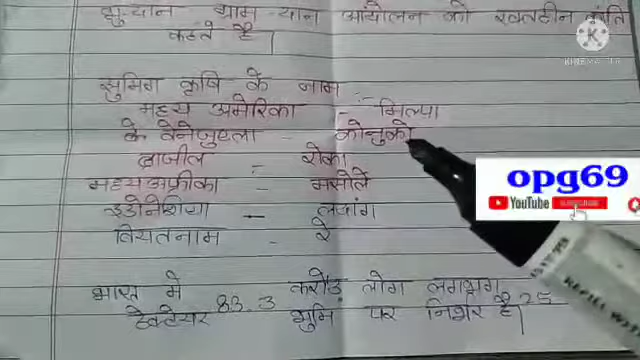 भू-दान ग्राम-दान आंदोलन को रक्तहीन क्रांति
कहते है।
झुमिंग कृषि के नाम :-
मध्य अमेरिका - मिल्पा
के वेनेजुएला - कोनुको
ब्राजील - रोका
मध्य अफ्रीका - मसोले
इंडोनेशिया - लदांग
वियतनाम - रे
भारत मे करोड़ लोग लगभग
हेक्टेयर 83.3 भूमि पर निर्भर है। 25
opg69
YouTube
K